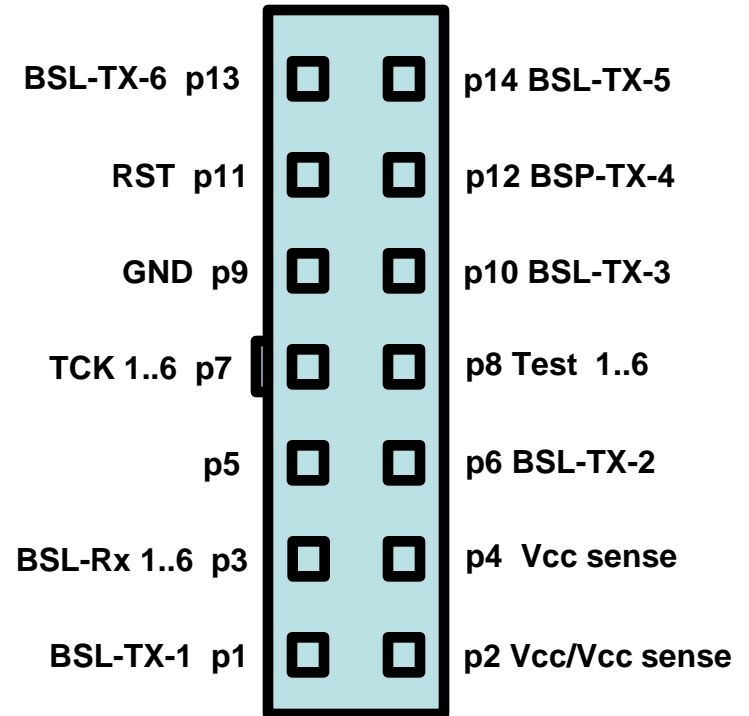 BSL-TX-6 p13 p14 BSL-TX-5
RST p11 p12 BSP-TX-4
GND p9 p10 BSL-TX-3
TCK 1..6 p7 p8 Test 1..6
p5 p6 BSL-TX-2
BSL-Rx 1..6 p3 p4 Vcc sense
BSL-TX-1 p1 p2 Vcc/Vcc sense